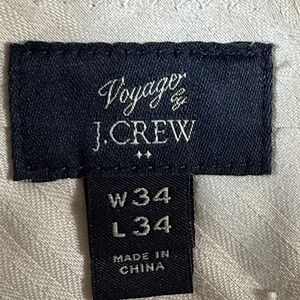 Voyager
by
J.CREW
W34
L34
MADE IN
CHINA